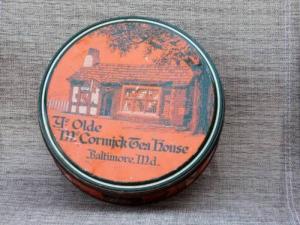 Ye Olde
McCormick Tea House
Baltimore, Md.